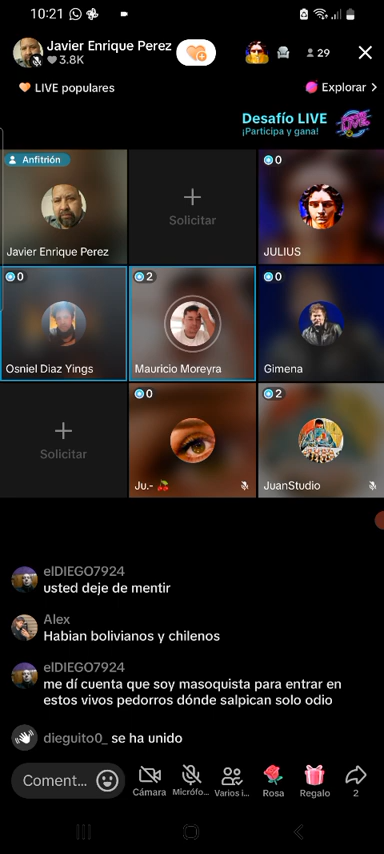 10:21
Javier Enrique Perez
3.8K
29
LIVE populares
Explorar
Desafío LIVE
¡Participa y gana!
Anfitrión
Javier Enrique Perez
Solicitar
0
JULIUS
0
Osniel Diaz Yings
2
Mauricio Moreyra
0
Gimena
Solicitar
0
Ju.- 🍒
2
JuanStudio
elDIEGO7924
usted deje de mentir
Alex
Habian bolivianos y chilenos
elDIEGO7924
me dí cuenta que soy masoquista para entrar en
estos vivos pedorros dónde salpican solo odio
dieguito0_ se ha unido
Coment...
Cámara
Micrófo...
Varios i...
Rosa
Regalo
2